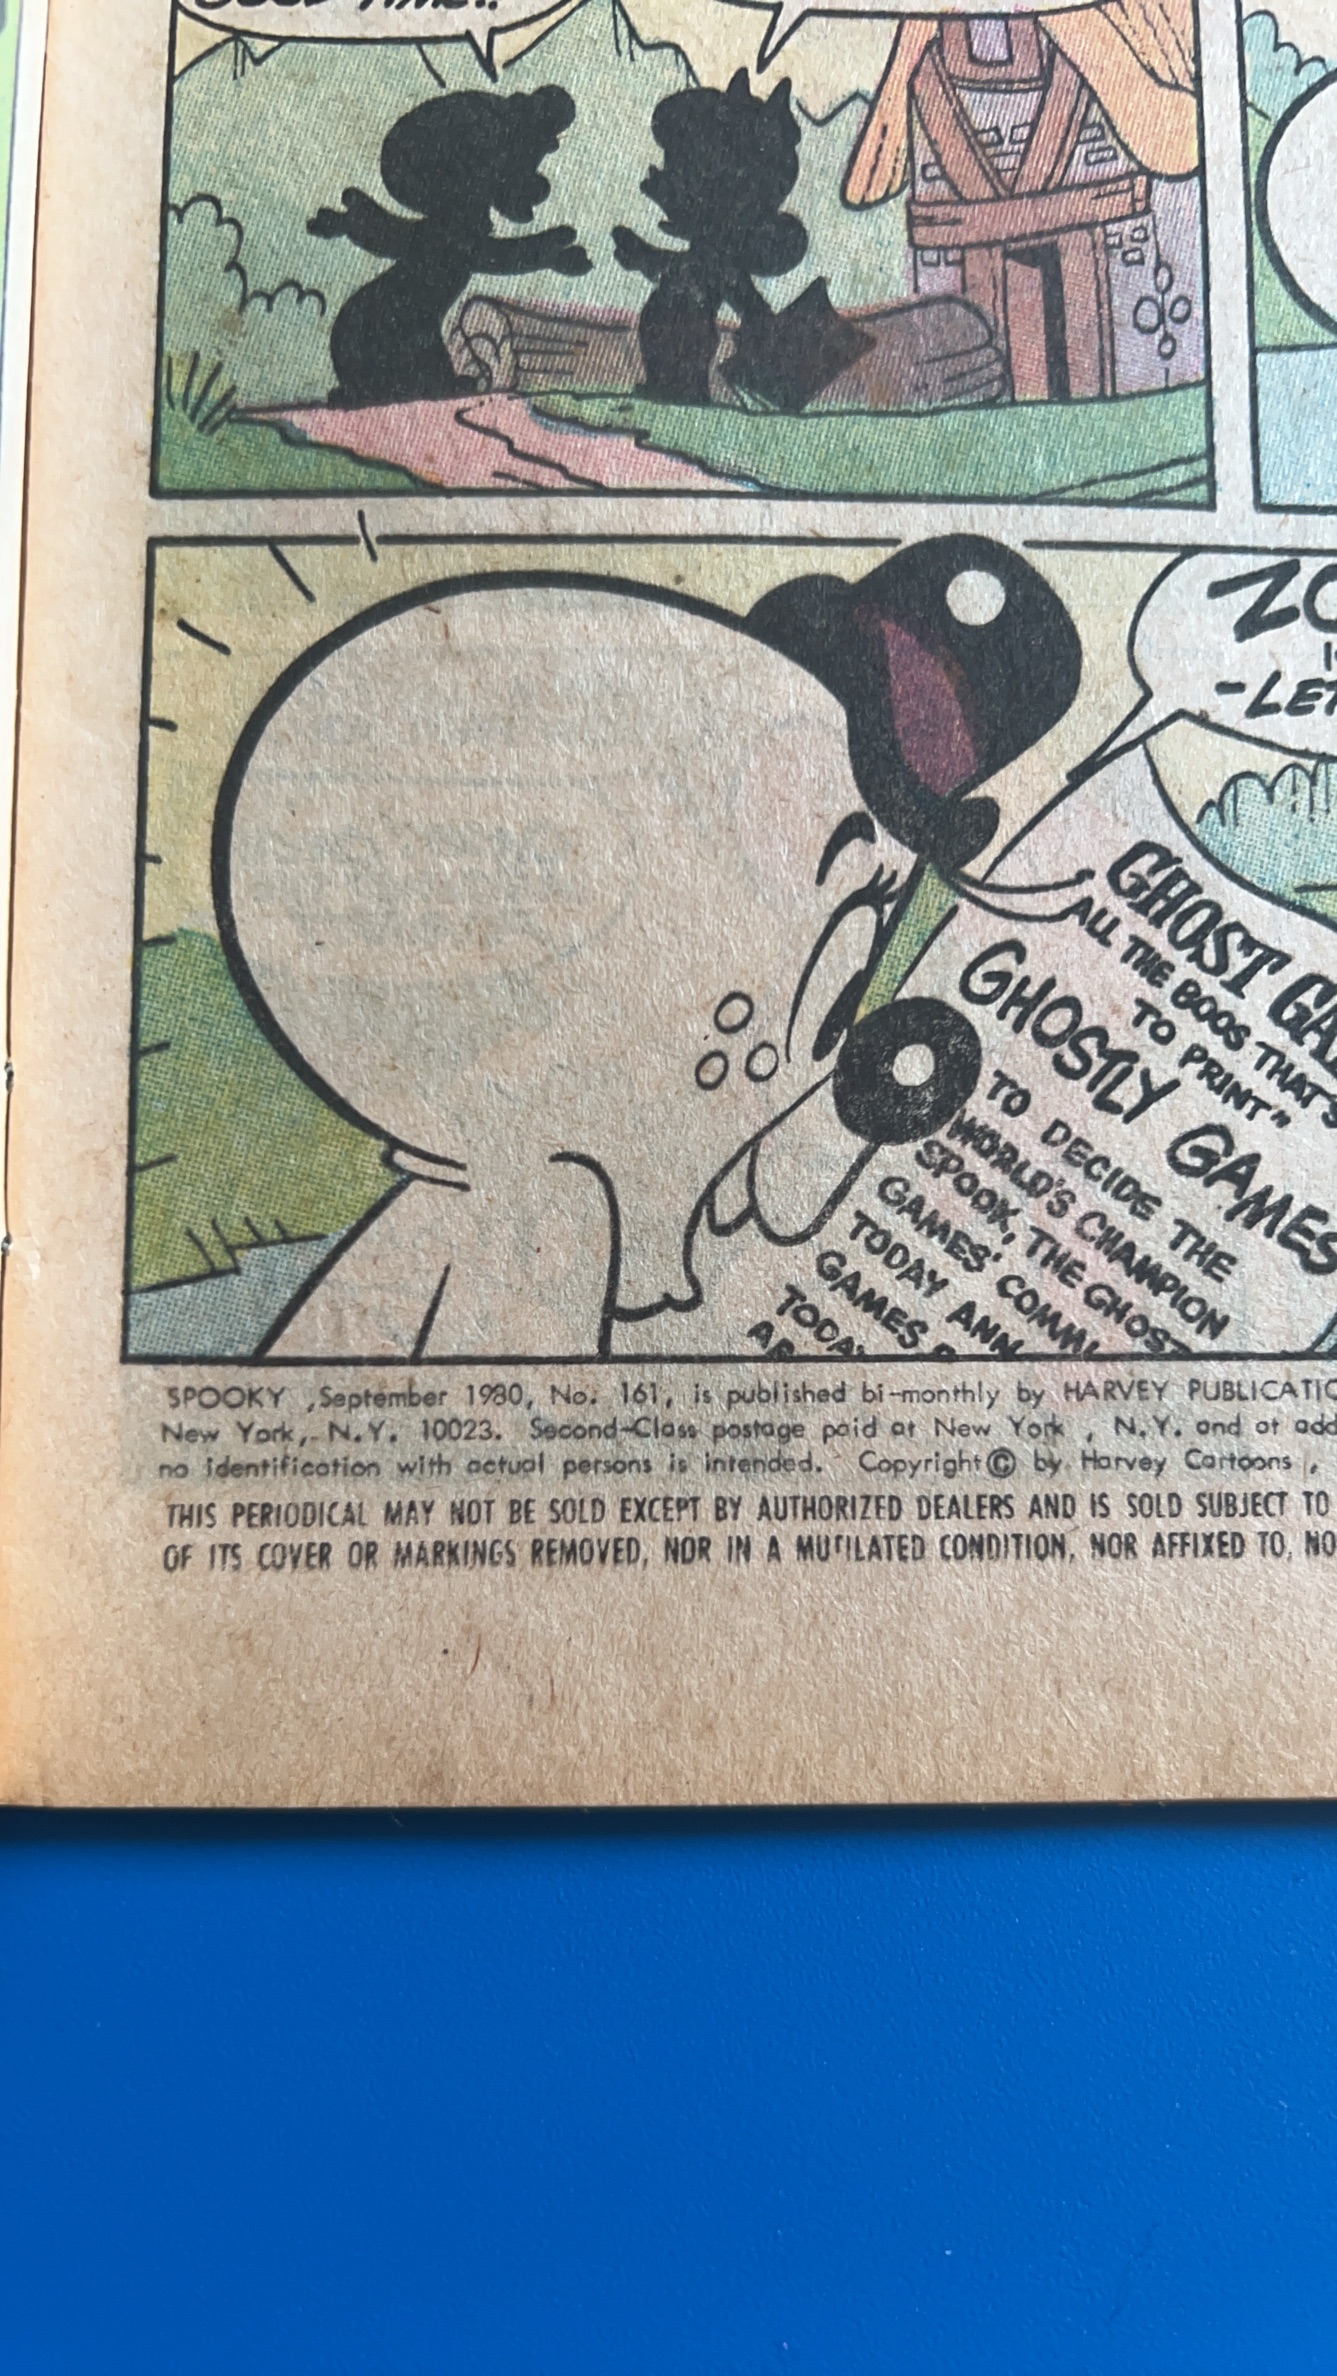 GOOD TIME!!
-LET
GHOST GA
ALL THE BOOS THAT'S
TO PRINT"
GHOSTLY GAMES
TO DECIDE THE
WORLD'S CHAMPION
SPOOK, THE GHOST
GAMES' COMMI
TODAY ANN
GAMES
TODAY
SPOOKY ,September 1980, No. 161, is published bi-monthly by HARVEY PUBLICATIO
New York, N.Y. 10023. Second-Class postage paid at New York , N.Y. and at add
no identification with actual persons is intended. Copyright © by Harvey Cartoons ,
THIS PERIODICAL MAY NOT BE SOLD EXCEPT BY AUTHORIZED DEALERS AND IS SOLD SUBJECT TO
OF ITS COVER OR MARKINGS REMOVED, NOR IN A MUTILATED CONDITION, NOR AFFIXED TO, NO